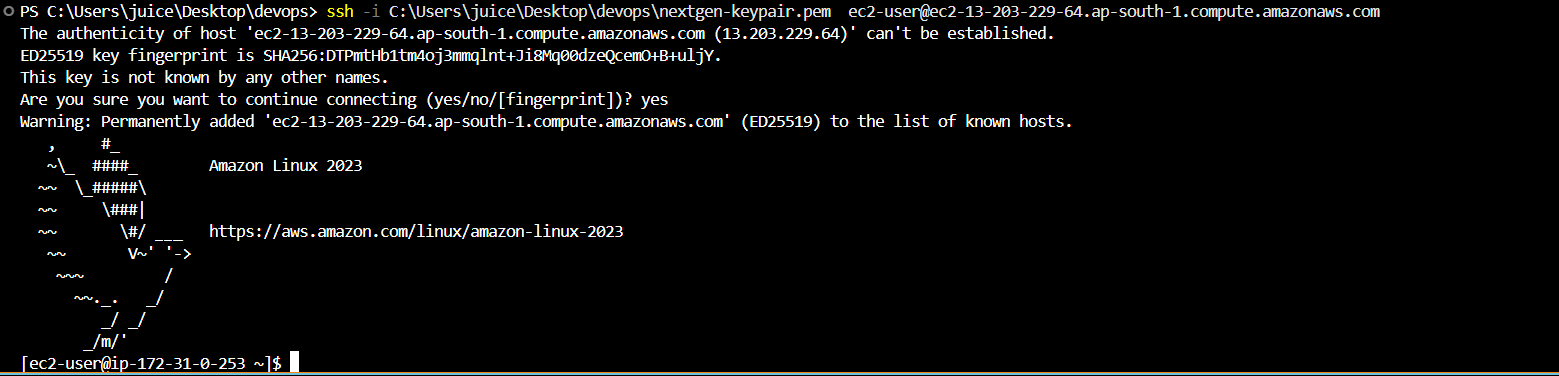 PS C:\Users\juice\Desktop\devops> ssh -i C:\Users\juice\Desktop\devops\nextgen-keypair.pem  ec2-user@ec2-13-203-229-64.ap-south-1.compute.amazonaws.com
The authenticity of host 'ec2-13-203-229-64.ap-south-1.compute.amazonaws.com (13.203.229.64)' can't be established.
ED25519 key fingerprint is SHA256:DTPmtHb1tm4oj3mmqlnt+Ji8Mq00dzeQcemO+B+uljY.
This key is not known by any other names.
Are you sure you want to continue connecting (yes/no/[fingerprint])? yes
Warning: Permanently added 'ec2-13-203-229-64.ap-south-1.compute.amazonaws.com' (ED25519) to the list of known hosts.
   ,     #_
   ~\_  ####_        Amazon Linux 2023
  ~~  \_#####\
  ~~     \###|
  ~~       \#/ ___   https://aws.amazon.com/linux/amazon-linux-2023
   ~~       V~' '->
    ~~~         /
      ~~._.   _/
         _/ _/
       _/m/'
[ec2-user@ip-172-31-0-253 ~]$